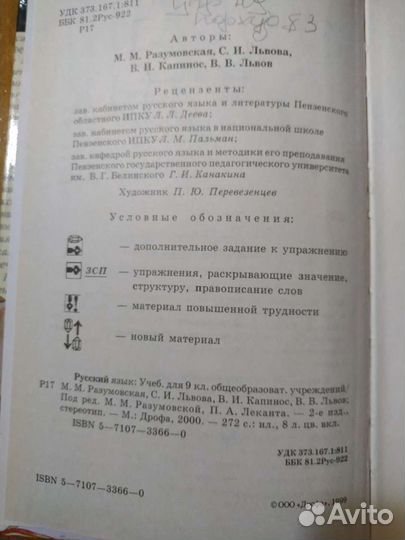 УДК 373.167.1:811
ББК 81.2Рус-922
Р17
83
Авторы:
М. М. Разумовская, С. И. Львова,
В. И. Капинос, В. В. Львов
Рецензенты:
зав. кабинетом русского языка и литературы Пензенского
областного ИПКУ Л. Л. Деева;
зав. кабинетом русского языка в национальной школе
Пензенского ИПКУ Л. М. Пальман;
зав. кафедрой русского языка и методики его преподавания
Пензенского государственного педагогического университета
им. В. Г. Белинского Г. И. Канакина
Художник П. Ю. Перевезенцев
Условные обозначения:
— дополнительное задание к упражнению
ЗСП — упражнения, раскрывающие значение,
структуру, правописание слов
— материал повышенной трудности
— новый материал
Русский язык: Учеб. для 9 кл. общеобразоват. учреждений/
Р17 М. М. Разумовская, С. И. Львова, В. И. Капинос, В. В. Львов;
Под ред. М. М. Разумовской, П. А. Леканта. — 2-е изд.,
стереотип. — М.: Дрофа, 2000. — 272 с.: ил., 8 л. цв. вкл.
ISBN 5—7107—3366—0
УДК 373.167.1:811
ББК 81.2Рус-922
ISBN 5—7107—3366—0
© ООО «Дрофа», 1999
Avito